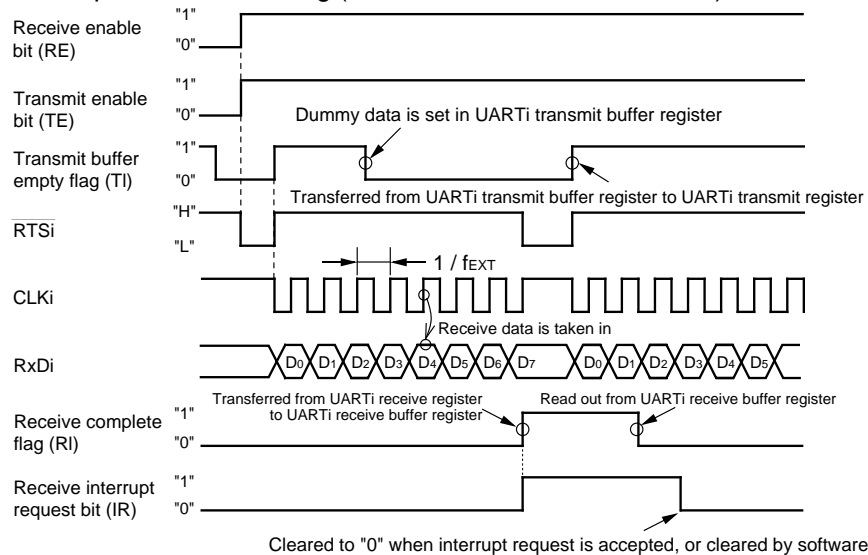 Receive enable
bit (RE)
"1"
"0"
Transmit enable
bit (TE)
"1"
"0"
Dummy data is set in UARTi transmit buffer register
Transmit buffer
empty flag (Tl)
"1"
"0"
Transferred from UARTi transmit buffer register to UARTi transmit register
RTSi
"H"
"L"
1 / fEXT
CLKi
Receive data is taken in
RxDi
D0 D1 D2 D3 D4 D5 D6 D7 D0 D1 D2 D3 D4 D5
Transferred from UARTi receive register
to UARTi receive buffer register
Read out from UARTi receive buffer register
Receive complete
flag (Rl)
"1"
"0"
Receive interrupt
request bit (IR)
"1"
"0"
Cleared to "0" when interrupt request is accepted, or cleared by software